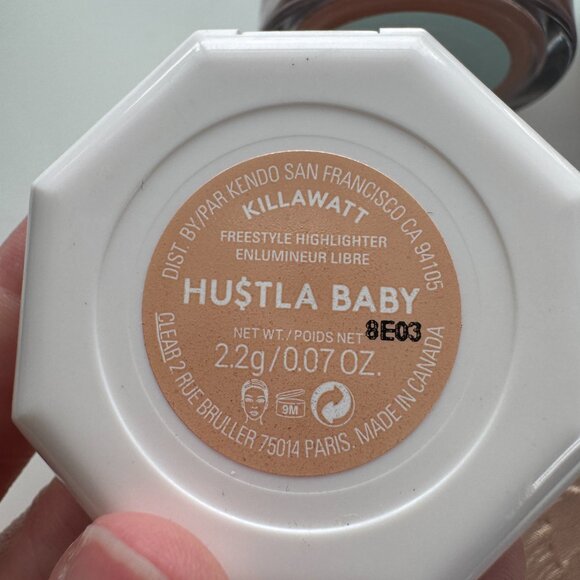 DIST. BY/PAR KENDO SAN FRANCISCO CA 94105
KILLAWATT
FREESTYLE HIGHLIGHTER
ENLUMINEUR LIBRE
HU$TLA BABY
NET WT./POIDS NET 8E03
2.2g/0.07 OZ.
9M
CLEAR 2 RUE BRULLER 75014 PARIS. MADE IN CANADA